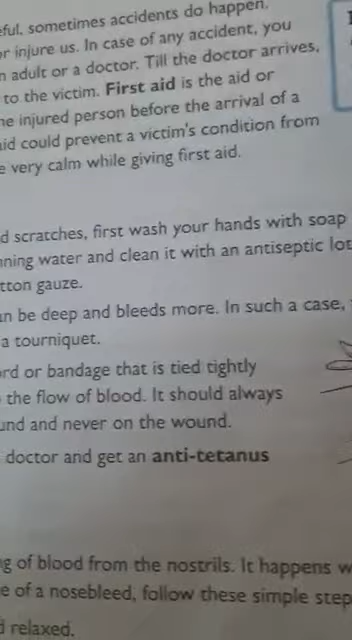 eful, sometimes accidents do happen.
or injure us. In case of any accident, you
n adult or a doctor. Till the doctor arrives,
to the victim. First aid is the aid or
he injured person before the arrival of a
aid could prevent a victim's condition from
e very calm while giving first aid.
d scratches, first wash your hands with soap
nning water and clean it with an antiseptic lot
tton gauze.
an be deep and bleeds more. In such a case,
a tourniquet.
ord or bandage that is tied tightly
the flow of blood. It should always
und and never on the wound.
doctor and get an anti-tetanus
g of blood from the nostrils. It happens w
e of a nosebleed, follow these simple step
d relaxed.